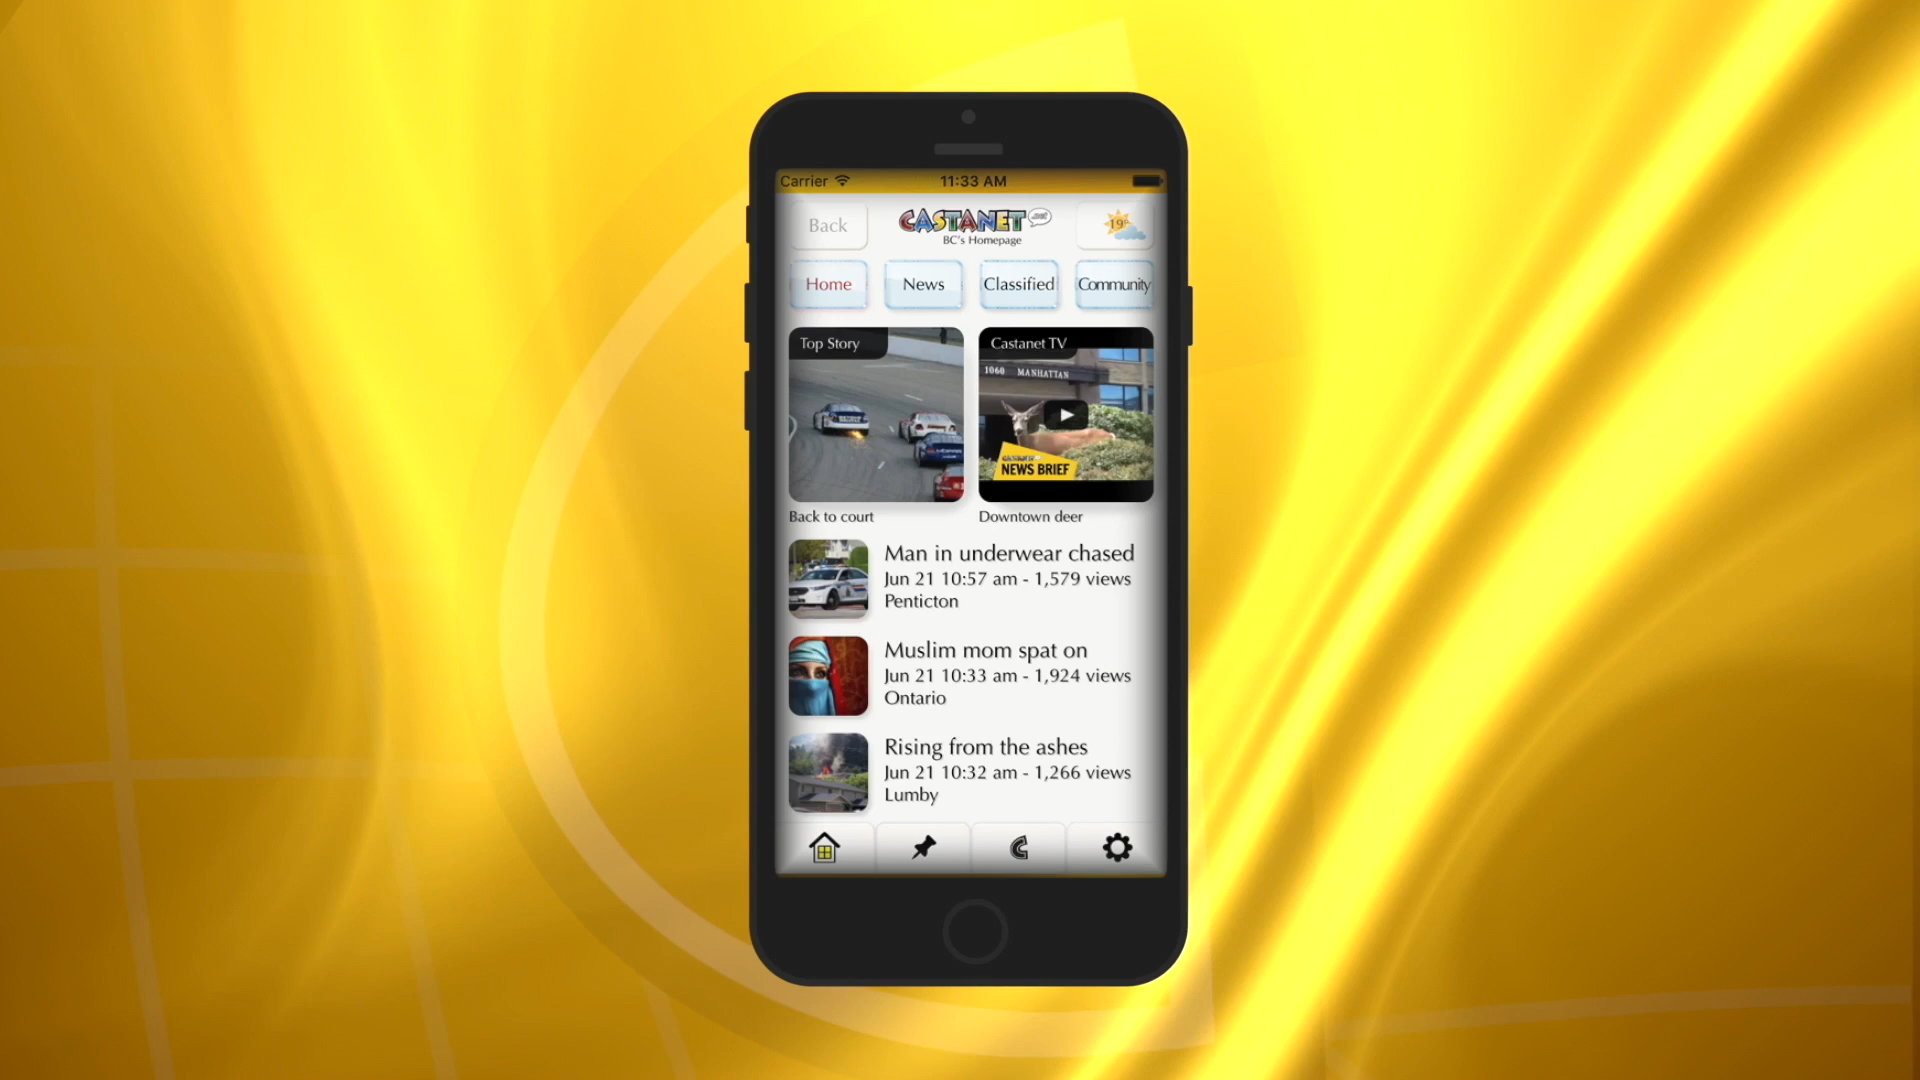 Carrier 11:33 AM
Back
CASTANET .net
BC's Homepage
19°
Home News Classified Community
Top Story
Castanet TV
1060 MANHATTAN
NEWS BRIEF
Back to court
Downtown deer
Man in underwear chased
Jun 21 10:57 am - 1,579 views
Penticton
Muslim mom spat on
Jun 21 10:33 am - 1,924 views
Ontario
Rising from the ashes
Jun 21 10:32 am - 1,266 views
Lumby